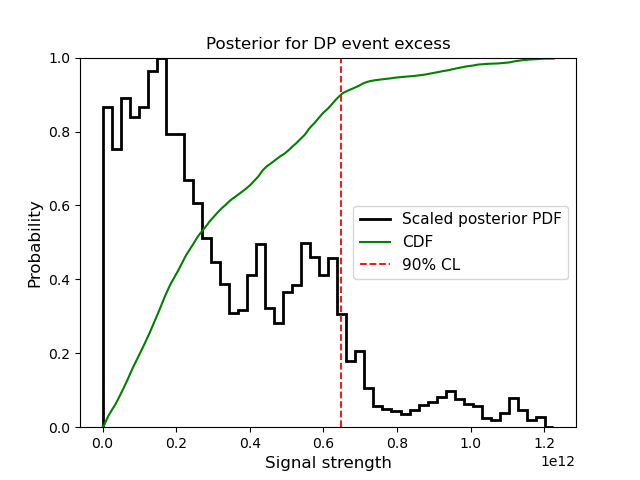 Posterior for DP event excess
Probability
1.0
0.8
0.6
0.4
0.2
0.0
Scaled posterior PDF
CDF
90% CL
0.0 0.2 0.4 0.6 0.8 1.0 1.2
1e12
Signal strength